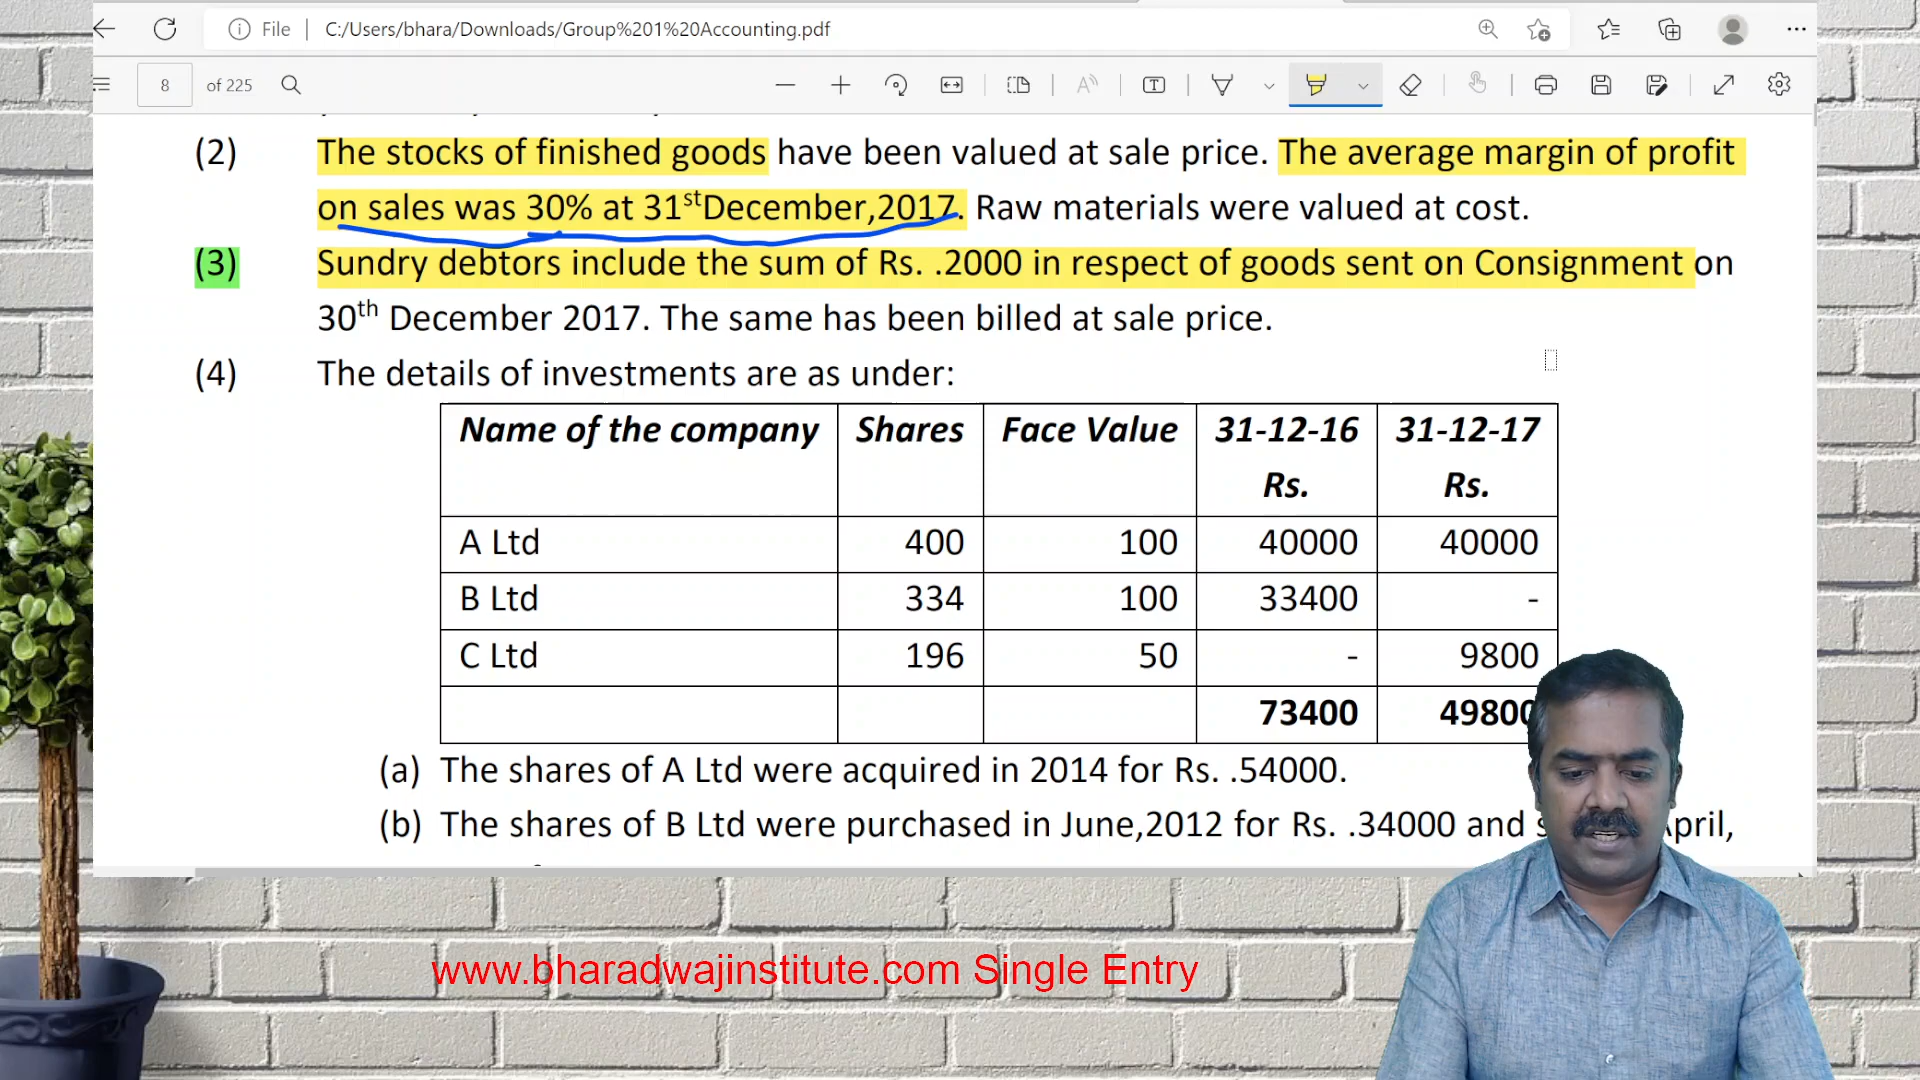 File C:/Users/bhara/Downloads/Group%201%20Accounting.pdf
8 of 225
(2) The stocks of finished goods have been valued at sale price. The average margin of profit
on sales was 30% at 31st December,2017. Raw materials were valued at cost.
(3) Sundry debtors include the sum of Rs. .2000 in respect of goods sent on Consignment on
30th December 2017. The same has been billed at sale price.
(4) The details of investments are as under:
Name of the company Shares Face Value 31-12-16 31-12-17
Rs. Rs.
A Ltd 400 100 40000 40000
B Ltd 334 100 33400 -
C Ltd 196 50 - 9800
73400 49800
(a) The shares of A Ltd were acquired in 2014 for Rs. .54000.
(b) The shares of B Ltd were purchased in June,2012 for Rs. .34000 and
www.bharadwajinstitute.com Single Entry